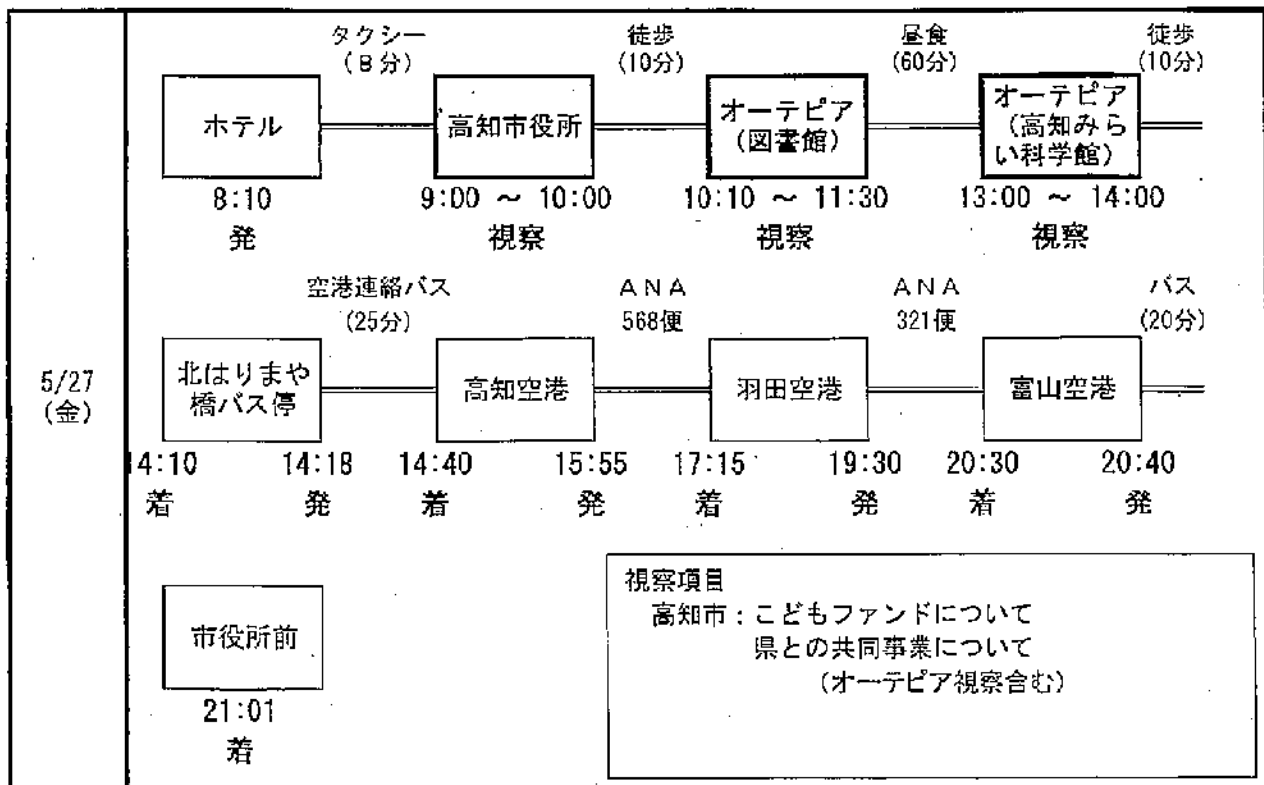 5/27
(金)
タクシー 徒歩 昼食 徒歩
(8分) (10分) (60分) (10分)
ホテル 高知市役所 オーテピア(図書館) オーテピア(高知みらい科学館)
8:10 9:00 ～ 10:00 10:10 ～ 11:30 13:00 ～ 14:00
発 視察 視察 視察
空港連絡バス ANA ANA バス
(25分) 568便 321便 (20分)
北はりまや橋バス停 高知空港 羽田空港 富山空港
14:10 14:18 14:40 15:55 17:15 19:30 20:30 20:40
着 発 着 発 着 発 着 発
市役所前
21:01
着
視察項目
高知市：こどもファンドについて
県との共同事業について
(オーテピア視察含む)